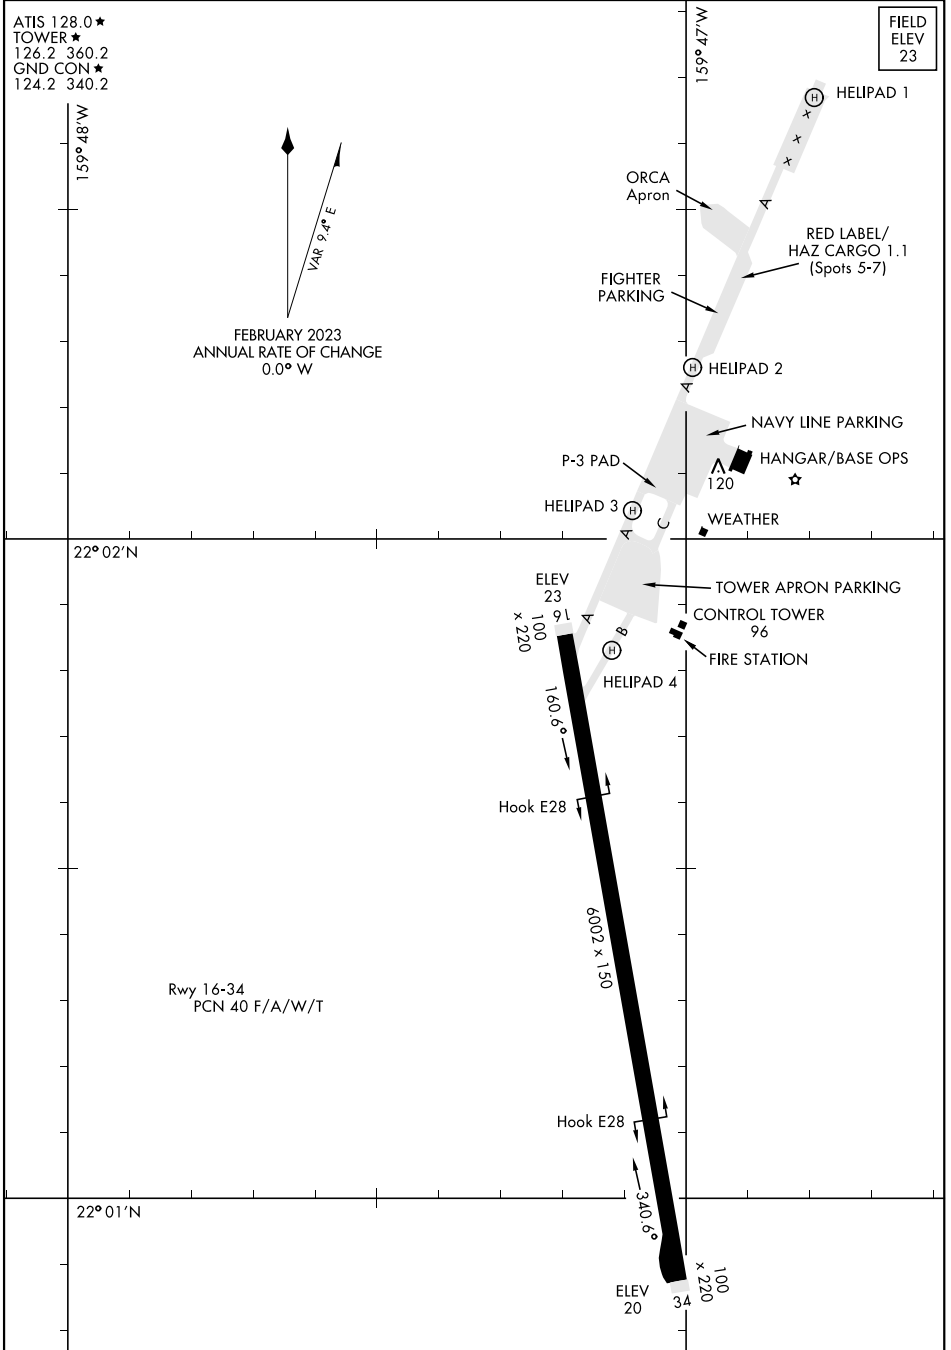 ATIS 128.0★
TOWER★
126.2 360.2
GND CON★
124.2 340.2
FIELD
ELEV
23
159°47'W
159°48'W
HELIPAD 1
H
ORCA
Apron
A
VAR 9.4° E
RED LABEL/
HAZ CARGO 1.1
(Spots 5-7)
FIGHTER
PARKING
FEBRUARY 2023
ANNUAL RATE OF CHANGE
0.0° W
H
HELIPAD 2
A
NAVY LINE PARKING
P-3 PAD
HANGAR/BASE OPS
120
HELIPAD 3
H
C
WEATHER
A
22°02'N
ELEV
23
TOWER APRON PARKING
16
100
x 220
A
B
CONTROL TOWER
96
H
FIRE STATION
HELIPAD 4
160.6°
Hook E28
6002 x 150
Rwy 16-34
PCN 40 F/A/W/T
Hook E28
340.6°
22°01'N
ELEV
20
34
100
x 220